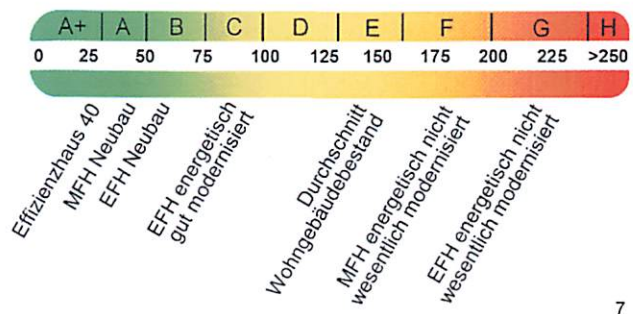 A+ A B C D E F G H
0 25 50 75 100 125 150 175 200 225 >250
Effizienzhaus 40
MFH Neubau
EFH Neubau
EFH energetisch
gut modernisiert
Durchschnitt
Wohngebäudebestand
MFH energetisch nicht
wesentlich modernisiert
EFH energetisch nicht
wesentlich modernisiert
7